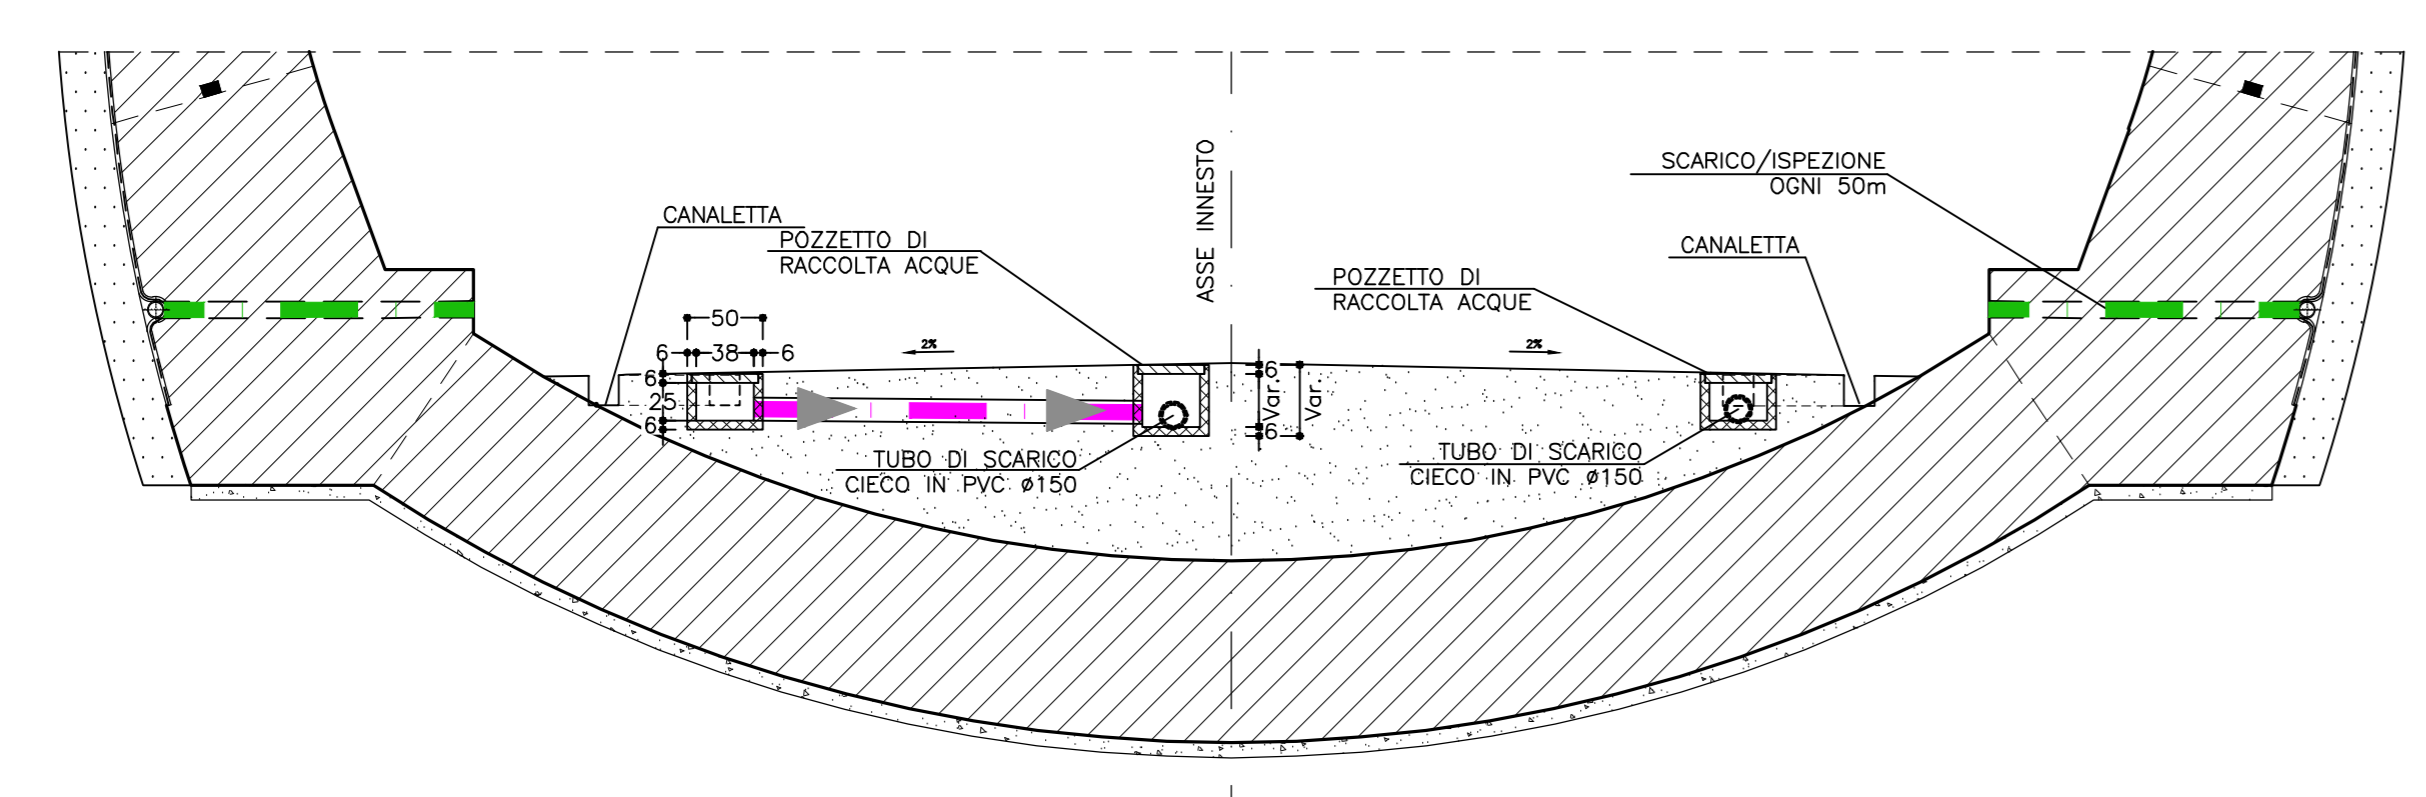 ASSE INNESTO
SCARICO/ISPEZIONE
OGNI 50m
CANALETTA
POZZETTO DI
RACCOLTA ACQUE
CANALETTA
POZZETTO DI
RACCOLTA ACQUE
50
6 38 6
2%
2%
6
25
6
6
Var.
6
Var.
TUBO DI SCARICO
CIECO IN PVC ø150
TUBO DI SCARICO
CIECO IN PVC ø150